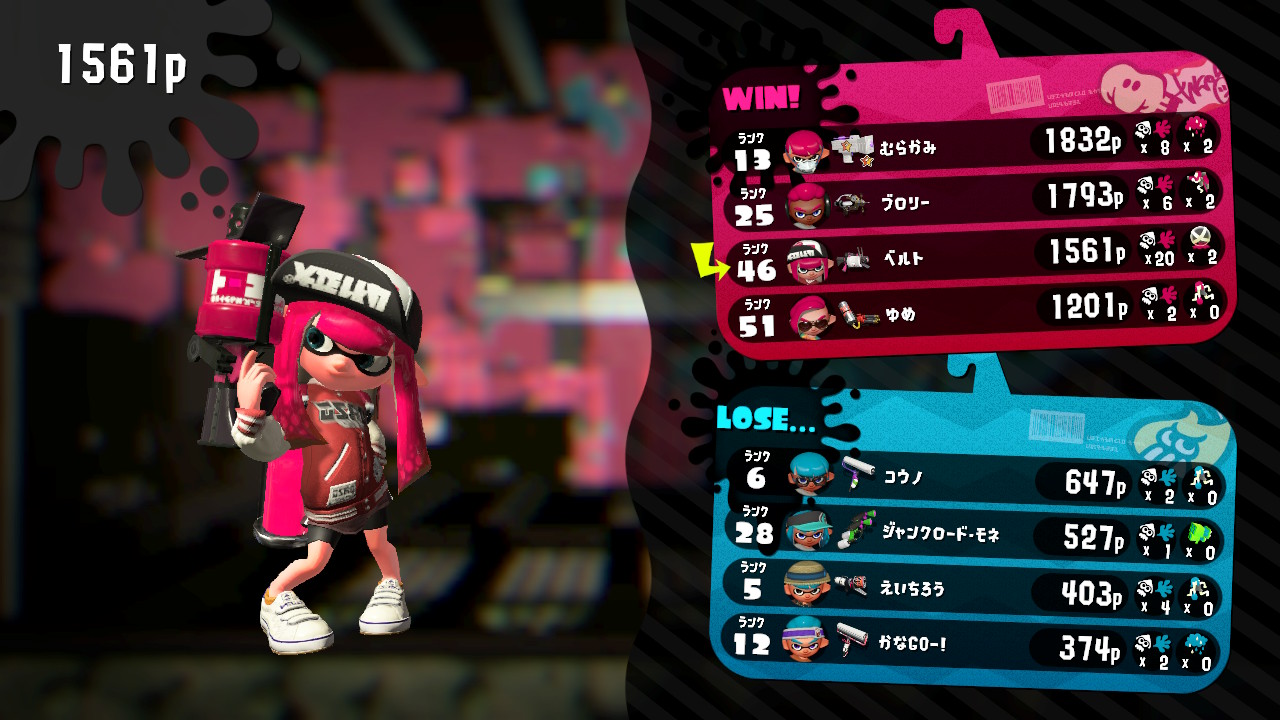 1561p
WIN!
ランク 13 むらかみ 1832p x 8 x 2
ランク 25 ブロリー 1793p x 6 x 2
ランク 46 ベルト 1561p x20 x 2
ランク 51 ゆめ 1201p x 2 x 0
LOSE...
ランク 6 コウノ 647p x 2 x 0
ランク 28 ジャンクロード・モネ 527p x 1 x 0
ランク 5 えいちろう 403p x 4 x 0
ランク 12 かなGO-! 374p x 2 x 0